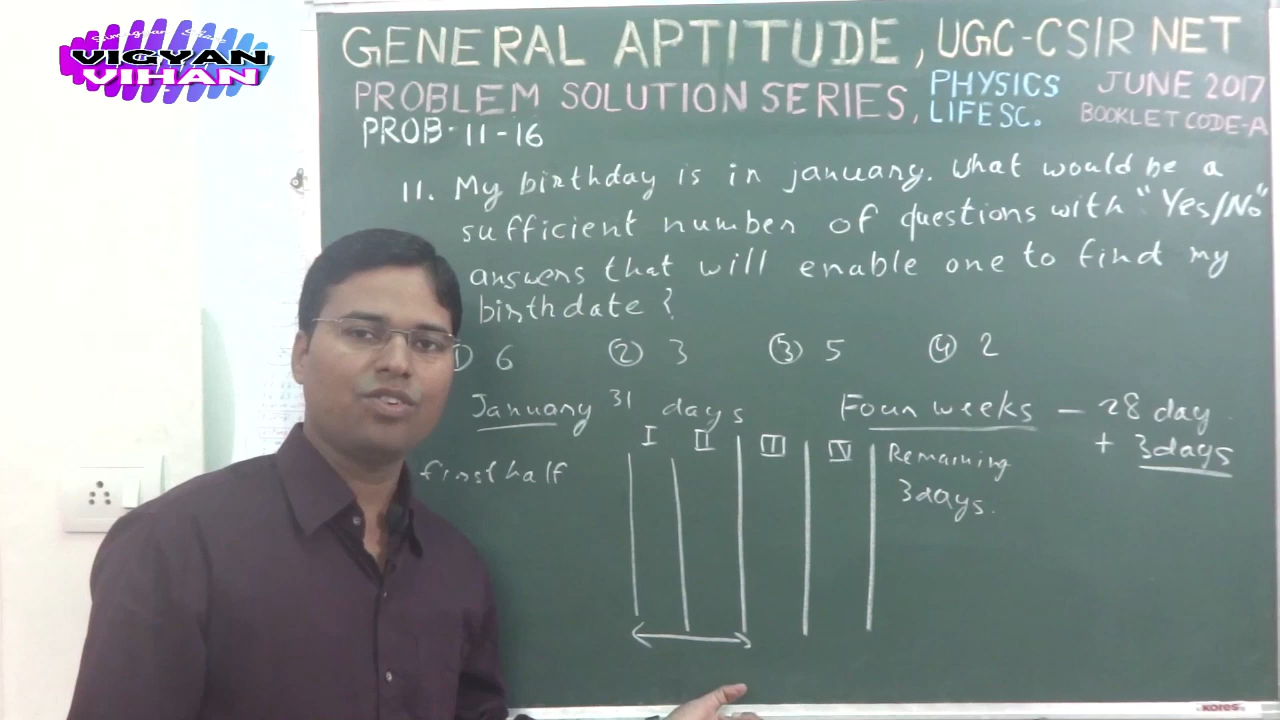 VIGYAN
VIHAN
GENERAL APTITUDE, UGC-CSIR NET
PROBLEM SOLUTION SERIES, PHYSICS JUNE 2017
LIFE SC. BOOKLET CODE-A
PROB-11-16
11. My birthday is in january. What would be a
sufficient number of questions with "Yes/No"
answers that will enable one to find my
birthdate?
1) 6 (2) 3 (3) 5 (4) 2
January 31 days Four weeks - 28 day.
+ 3days
I II III IV Remaining
first half
3days.
kores